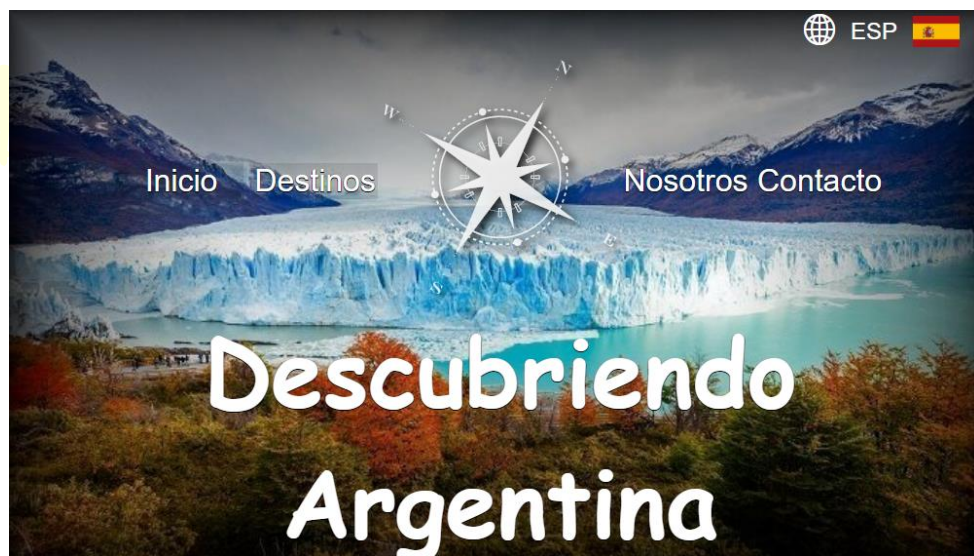 ESP
N
W
Inicio Destinos Nosotros Contacto
E
S
Descubriendo
Argentina